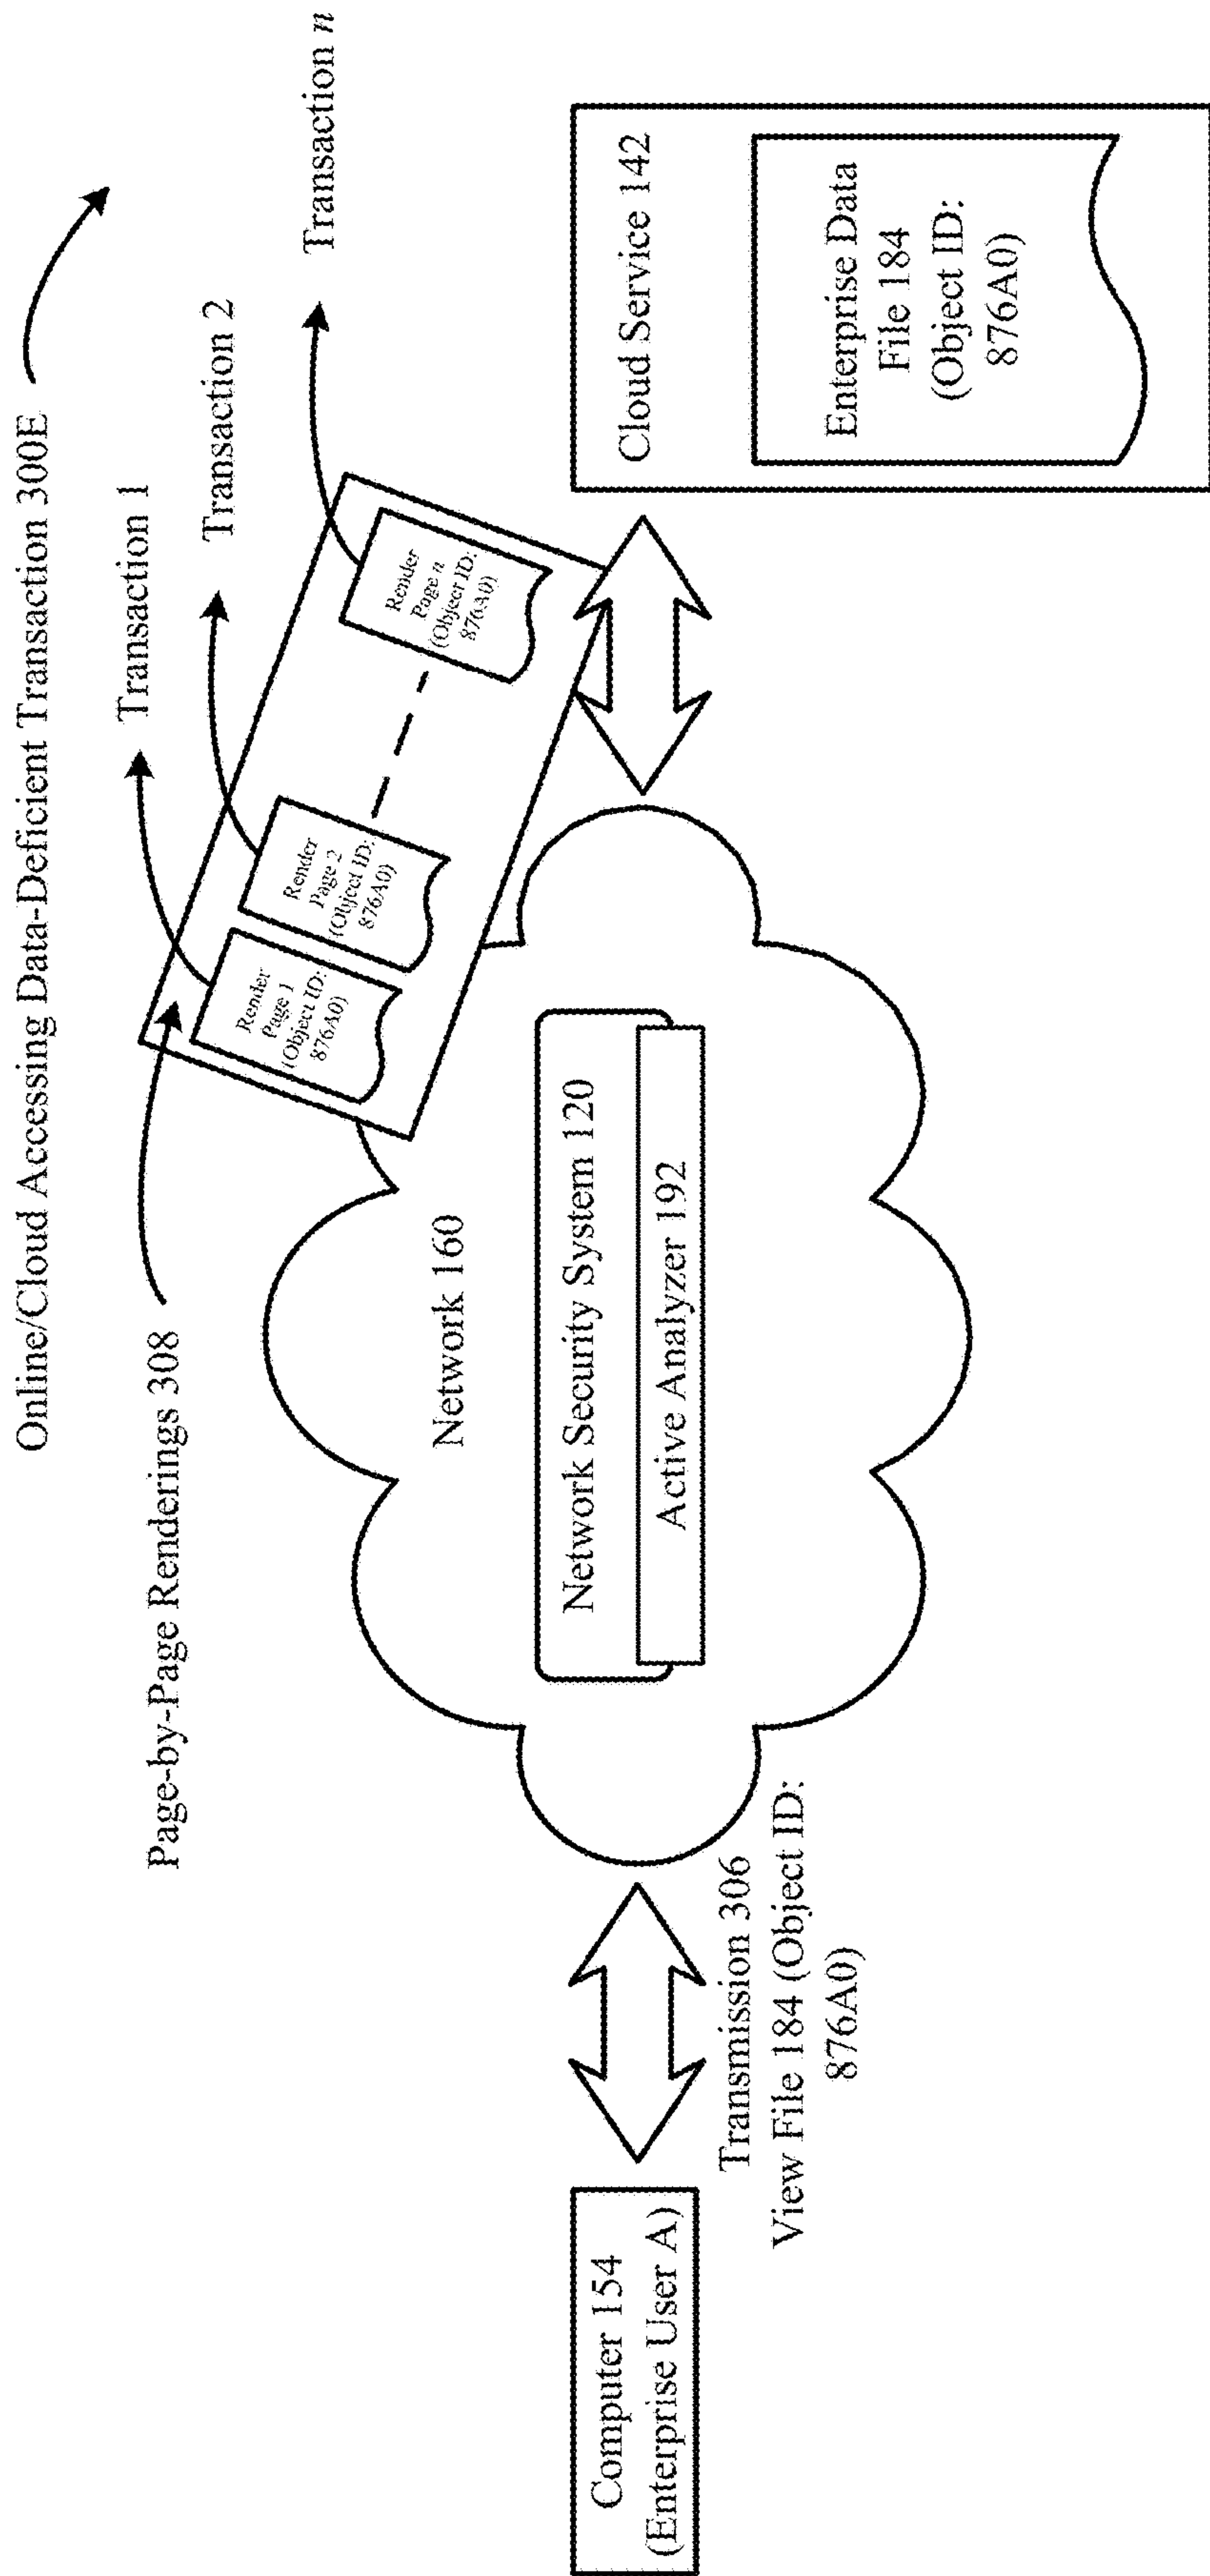 Online/Cloud Accessing Data-Deficient Transaction 300E
Page-by-Page Renderings 308
Transaction 1
Transaction 2
Transaction n
Render
Page 1
(Object ID:
876A0)
Render
Page 2
(Object ID:
876A0)
Render
Page n
(Object ID:
876A0)
Network 160
Network Security System 120
Active Analyzer 192
Computer 154
(Enterprise User A)
Transmission 306
View File 184 (Object ID:
876A0)
Cloud Service 142
Enterprise Data
File 184
(Object ID:
876A0)